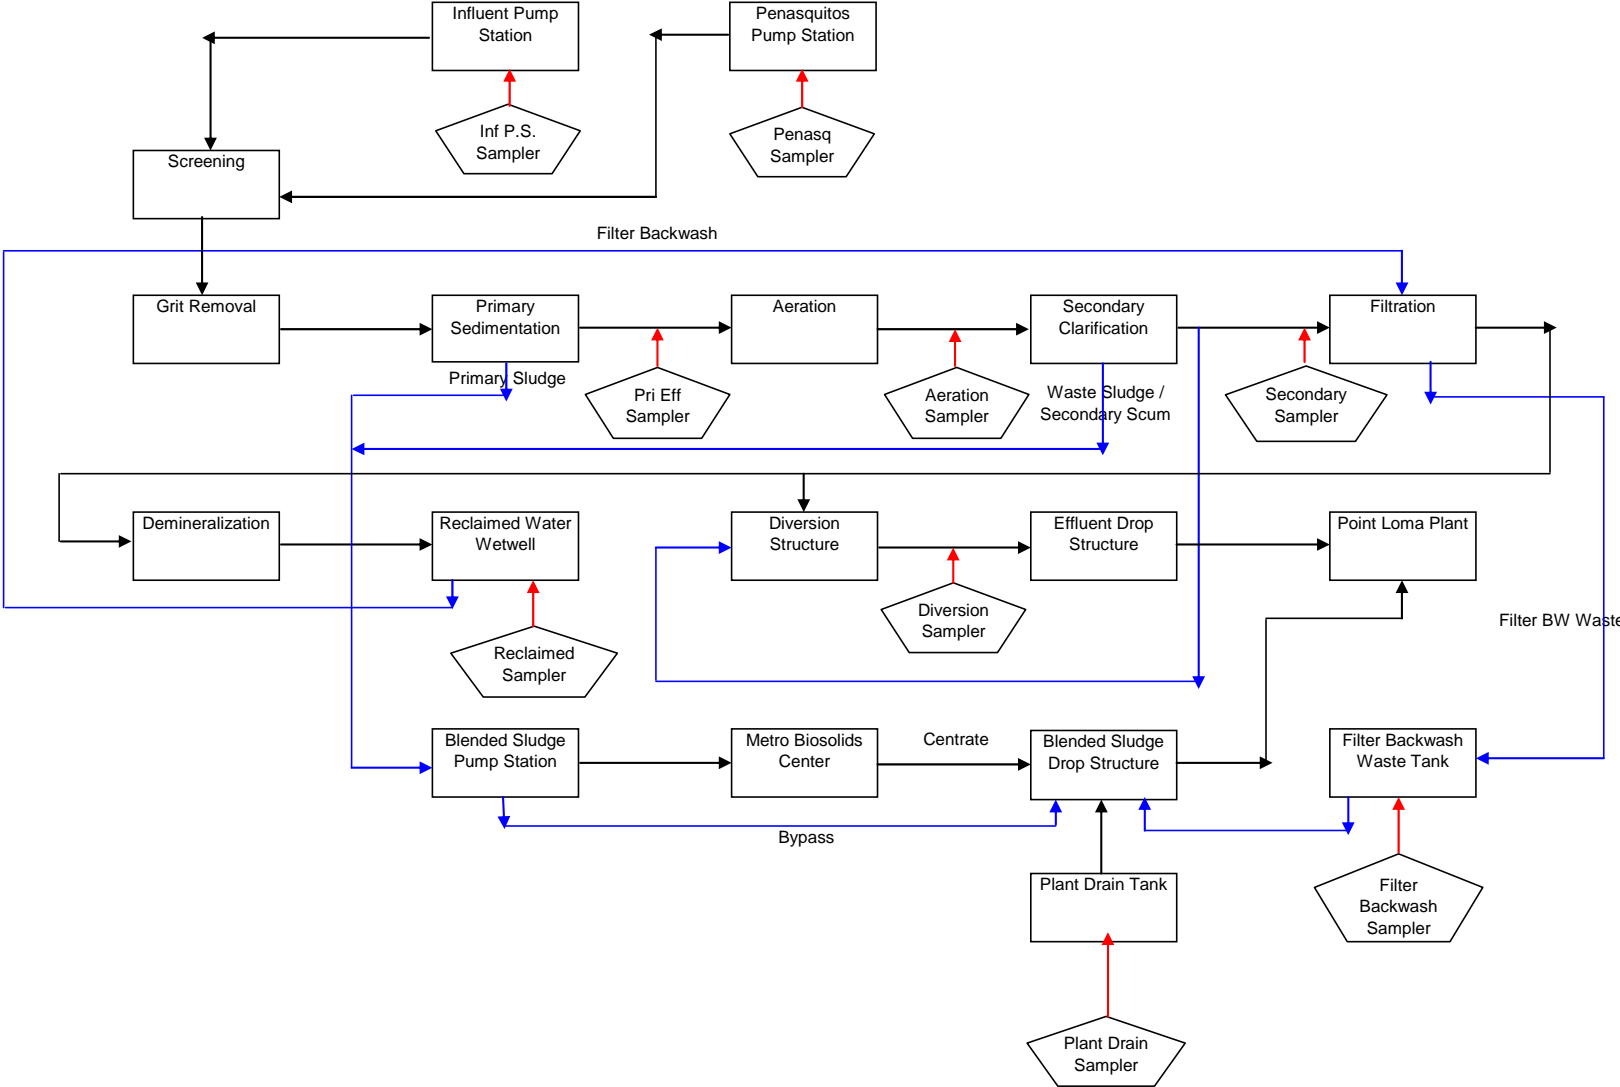 Influent Pump
Station
Penasquitos
Pump Station
Inf P.S.
Sampler
Penasq
Sampler
Screening
Filter Backwash
Grit Removal
Primary
Sedimentation
Aeration
Secondary
Clarification
Filtration
Primary Sludge
Pri Eff
Sampler
Aeration
Sampler
Waste Sludge /
Secondary Scum
Secondary
Sampler
Demineralization
Reclaimed Water
Wetwell
Diversion
Structure
Effluent Drop
Structure
Point Loma Plant
Diversion
Sampler
Filter BW Waste
Reclaimed
Sampler
Blended Sludge
Pump Station
Metro Biosolids
Center
Centrate
Blended Sludge
Drop Structure
Filter Backwash
Waste Tank
Bypass
Plant Drain Tank
Filter
Backwash
Sampler
Plant Drain
Sampler